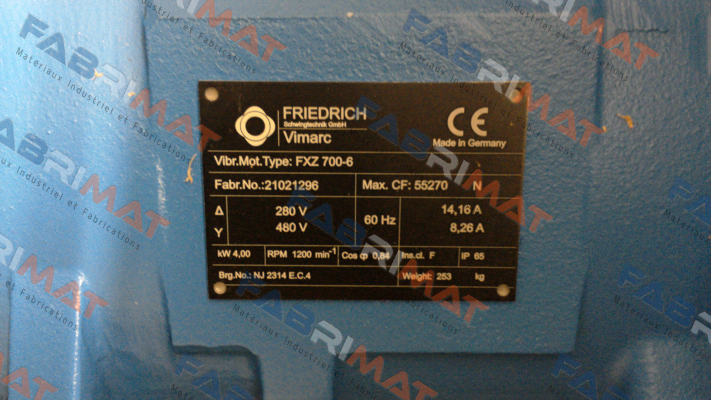 FRIEDRICH
Schwingtechnik GmbH
Vimarc
CE
Made in Germany
Vibr.Mot.Type: FXZ 700-6
Fabr.No.:21021296 Max. CF: 55270 N
Δ 280 V 60 Hz 14,16 A
Y 480 V 8,26 A
kW 4,00 RPM 1200 min⁻¹ Cos φ 0,84 Ins.cl. F IP 65
Brg.No.: NJ 2314 E.C.4 Weight: 253 kg
FABRIMAT
Matériaux Industriel et Fabrications